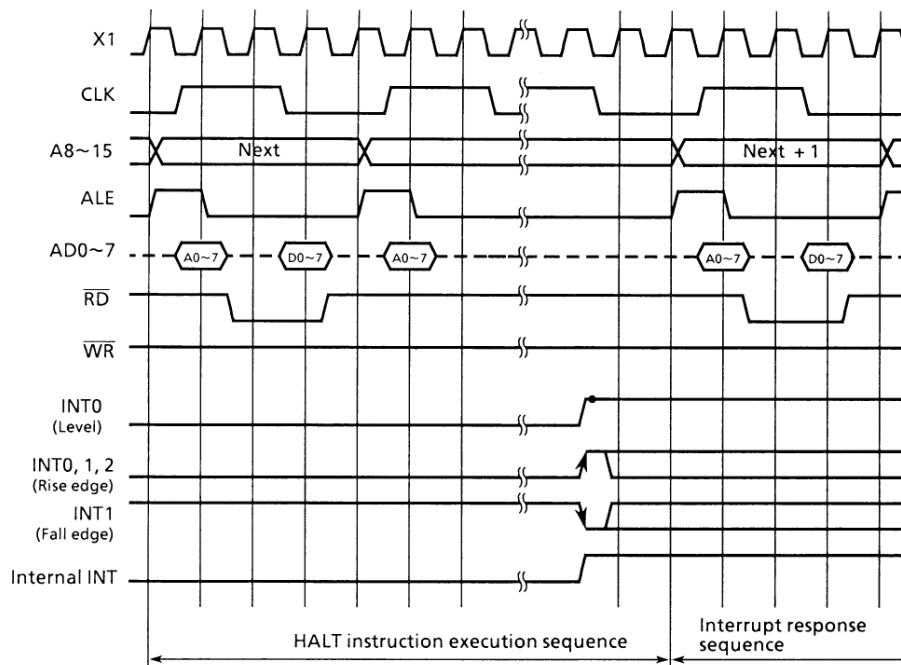 X1
CLK
A8~15
Next
Next + 1
ALE
AD0~7
A0~7
D0~7
A0~7
A0~7
D0~7
RD
WR
INT0
(Level)
INT0, 1, 2
(Rise edge)
INT1
(Fall edge)
Internal INT
HALT instruction execution sequence
Interrupt response
sequence